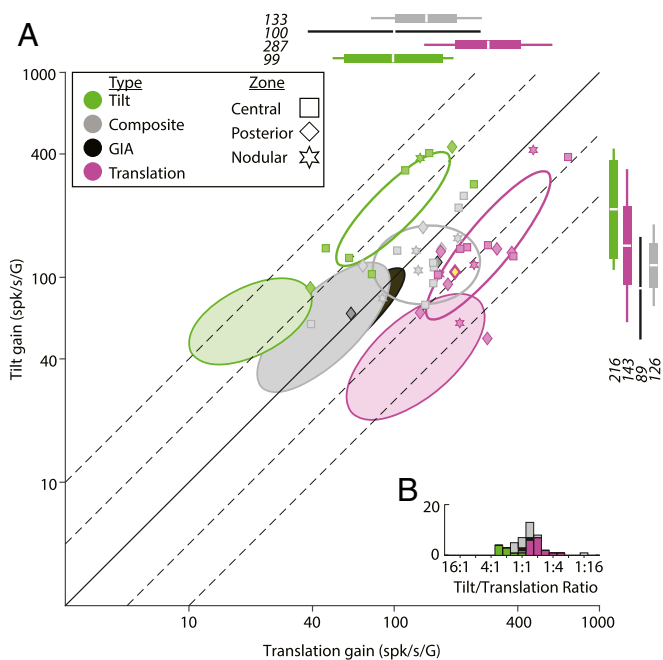 A
133
100
287
99
1000
400
100
40
10
Tilt gain (spk/s/G)
Type
Tilt
Composite
GIA
Translation
Zone
Central
Posterior
Nodular
216
143
89
126
B
20
0
16:1 4:1 1:1 1:4 1:16
Tilt/Translation Ratio
10 40 100 400 1000
Translation gain (spk/s/G)